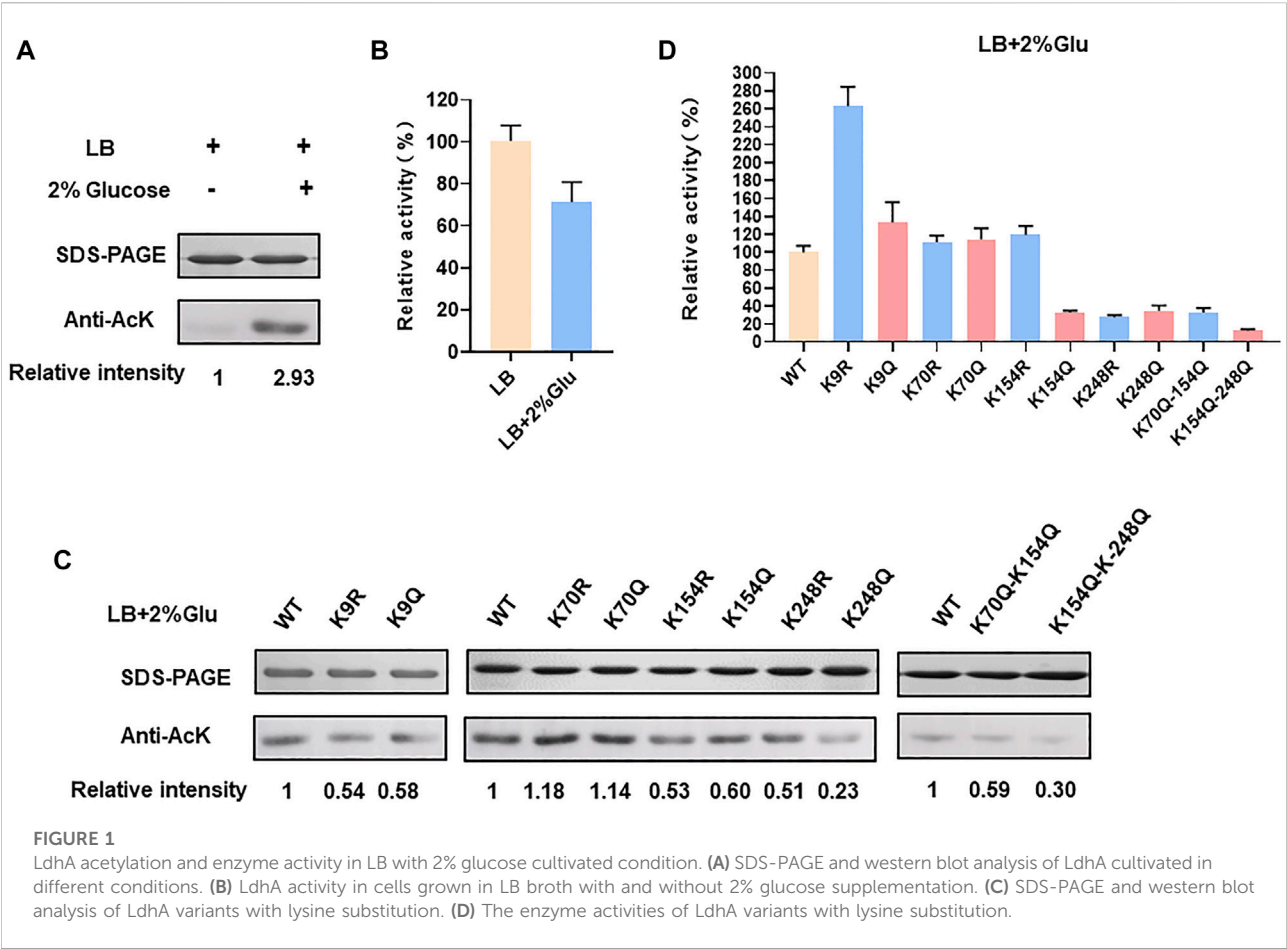 A
LB + +
2% Glucose - +
SDS-PAGE
Anti-AcK
Relative intensity 1 2.93
B
Relative activity (%)
120
100
80
60
40
20
0
LB
LB+2%Glu
D
LB+2%Glu
Relative activity (%)
300
280
260
240
220
200
180
160
140
120
100
80
60
40
20
0
WT
K9R
K9Q
K70R
K70Q
K154R
K154Q
K248R
K248Q
K70Q-154Q
K154Q-248Q
C
LB+2%Glu
WT K9R K9Q WT K70R K70Q K154R K154Q K248R K248Q WT K70Q-K154Q K154Q-K-248Q
SDS-PAGE
Anti-AcK
Relative intensity 1 0.54 0.58 1 1.18 1.14 0.53 0.60 0.51 0.23 1 0.59 0.30
FIGURE 1
LdhA acetylation and enzyme activity in LB with 2% glucose cultivated condition. (A) SDS-PAGE and western blot analysis of LdhA cultivated in
different conditions. (B) LdhA activity in cells grown in LB broth with and without 2% glucose supplementation. (C) SDS-PAGE and western blot
analysis of LdhA variants with lysine substitution. (D) The enzyme activities of LdhA variants with lysine substitution.